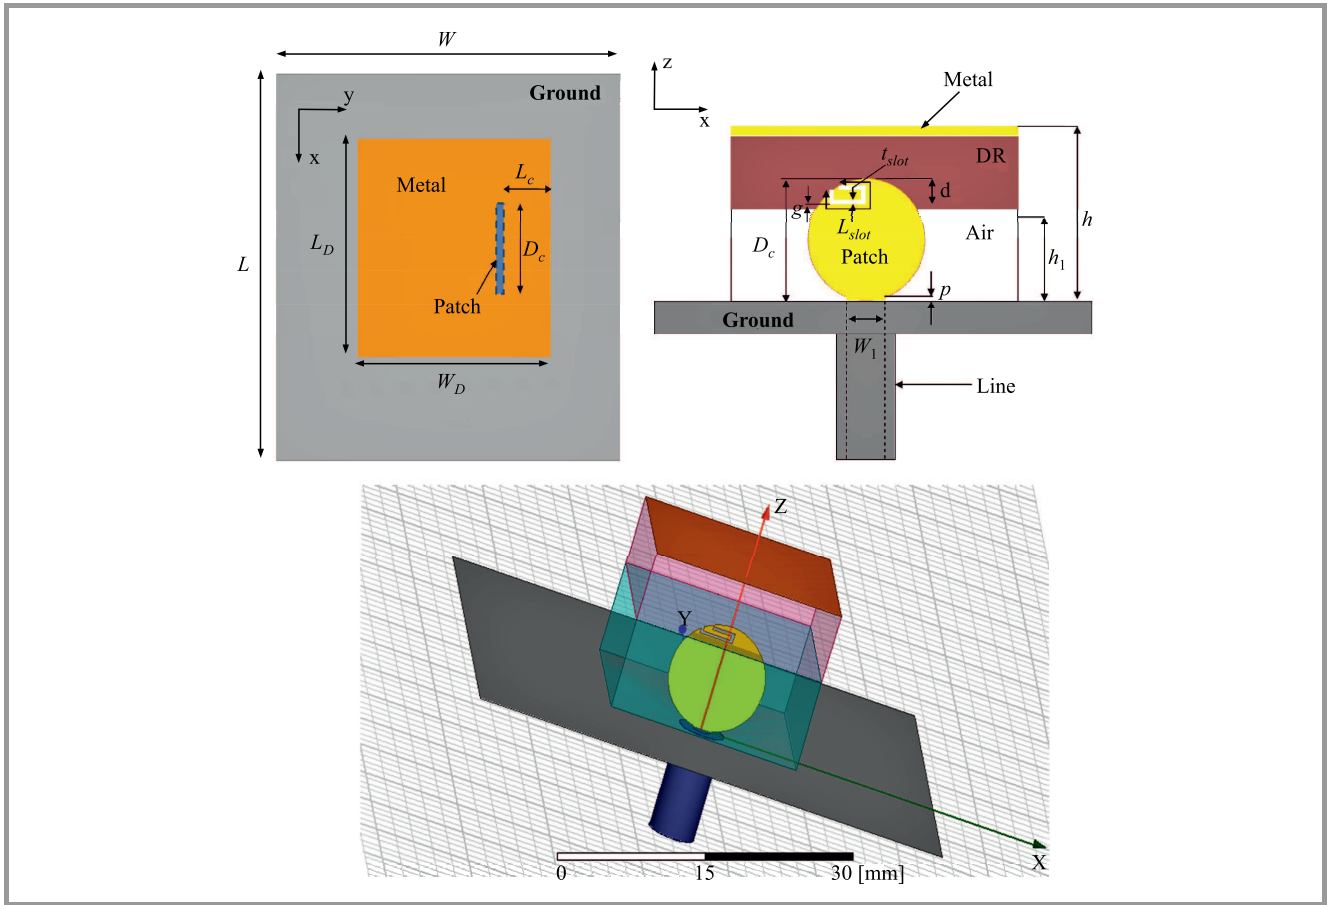 W
Ground
y
x
Metal
L_c
L_D
D_c
L
Patch
W_D
z
x
Metal
t_slot
DR
d
g
L_slot
h
D_c
Air
Patch
h_1
p
Ground
W_1
Line
Z
Y
X
0 15 30 [mm]